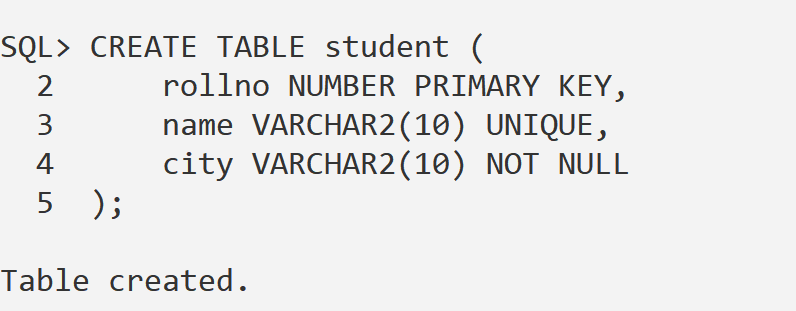 SQL> CREATE TABLE student (
  2      rollno NUMBER PRIMARY KEY,
  3      name VARCHAR2(10) UNIQUE,
  4      city VARCHAR2(10) NOT NULL
  5  );

Table created.